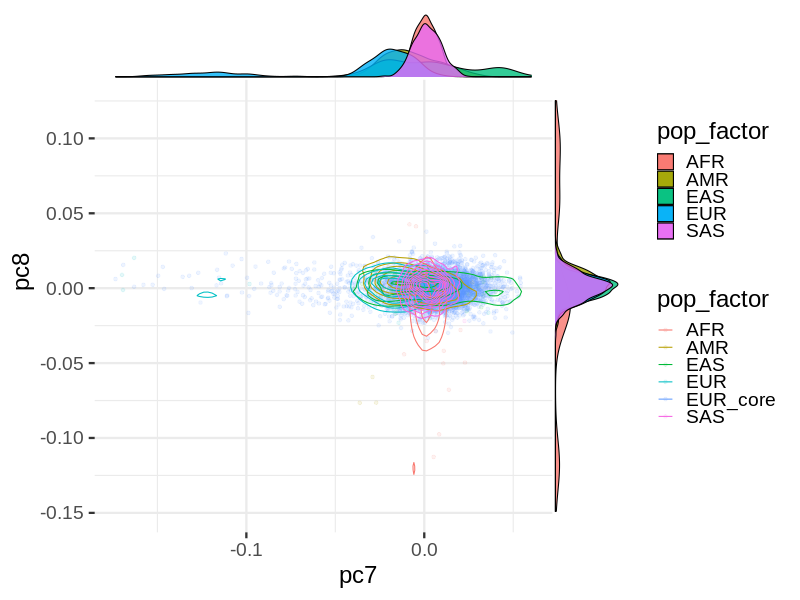 pop_factor
AFR
AMR
EAS
EUR
SAS
pop_factor
AFR
AMR
EAS
EUR
EUR_core
SAS
0.10
0.05
0.00
-0.05
-0.10
-0.15
pc8
-0.1
0.0
pc7